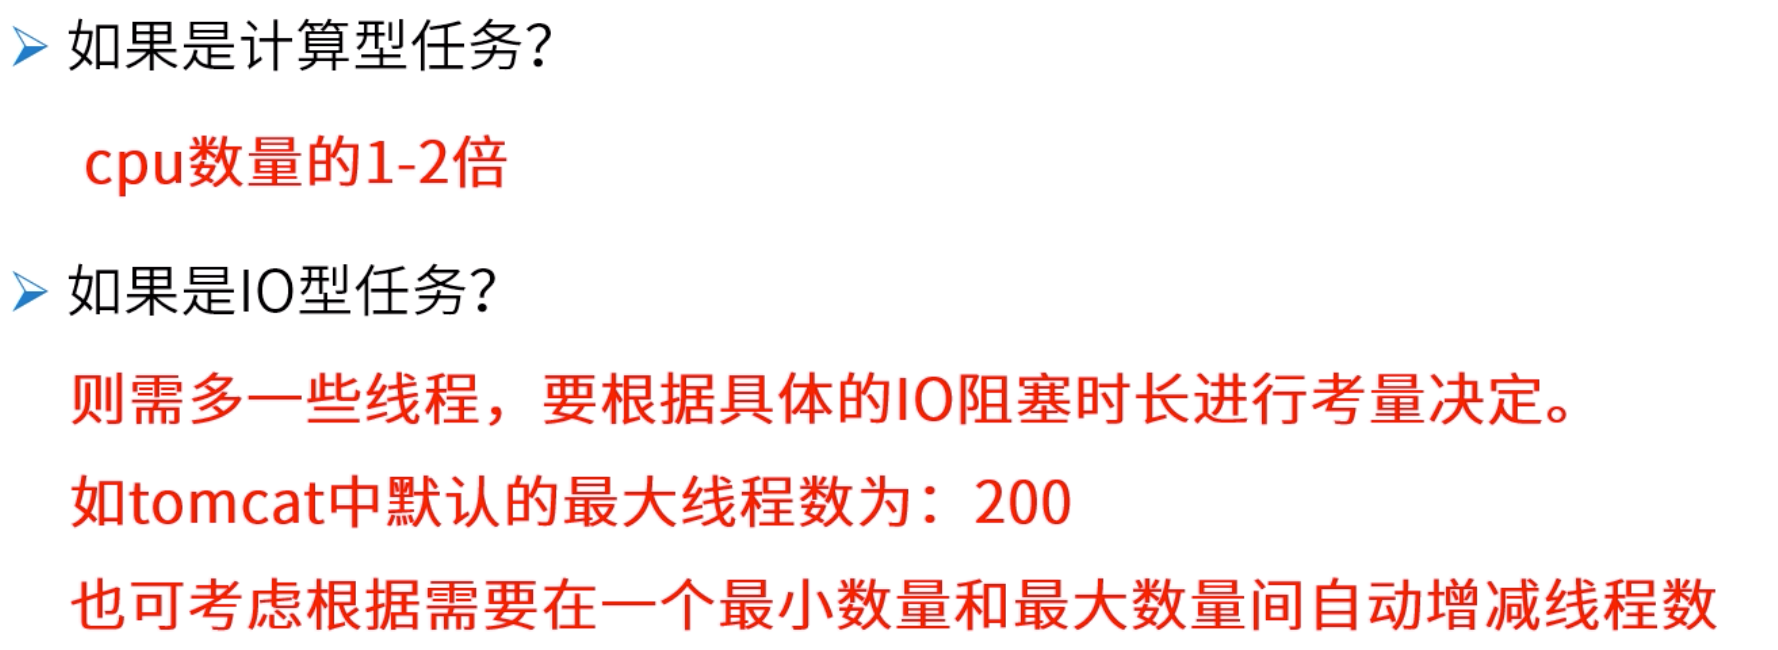 如果是计算型任务？
cpu数量的1-2倍
如果是IO型任务？
则需多一些线程，要根据具体的IO阻塞时长进行考量决定。
如tomcat中默认的最大线程数为：200
也可考虑根据需要在一个最小数量和最大数量间自动增减线程数